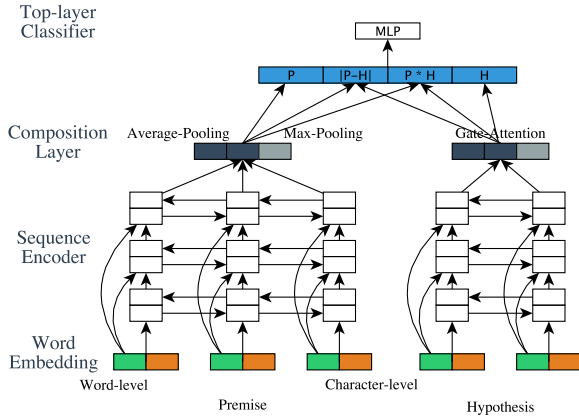 Top-layer
Classifier
MLP
P |P-H| P * H H
Composition
Layer
Average-Pooling Max-Pooling Gate-Attention
Sequence
Encoder
Word
Embedding
Word-level Character-level
Premise Hypothesis